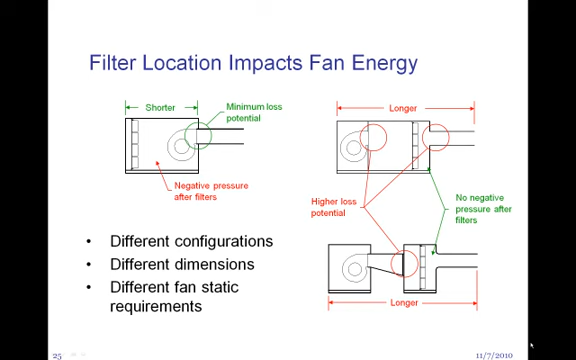 Filter Location Impacts Fan Energy
Shorter
Minimum loss
potential
Negative pressure
after filters
Longer
Higher loss
potential
No negative
pressure after
filters
Longer
• Different configurations
• Different dimensions
• Different fan static
requirements
25
11/7/2010